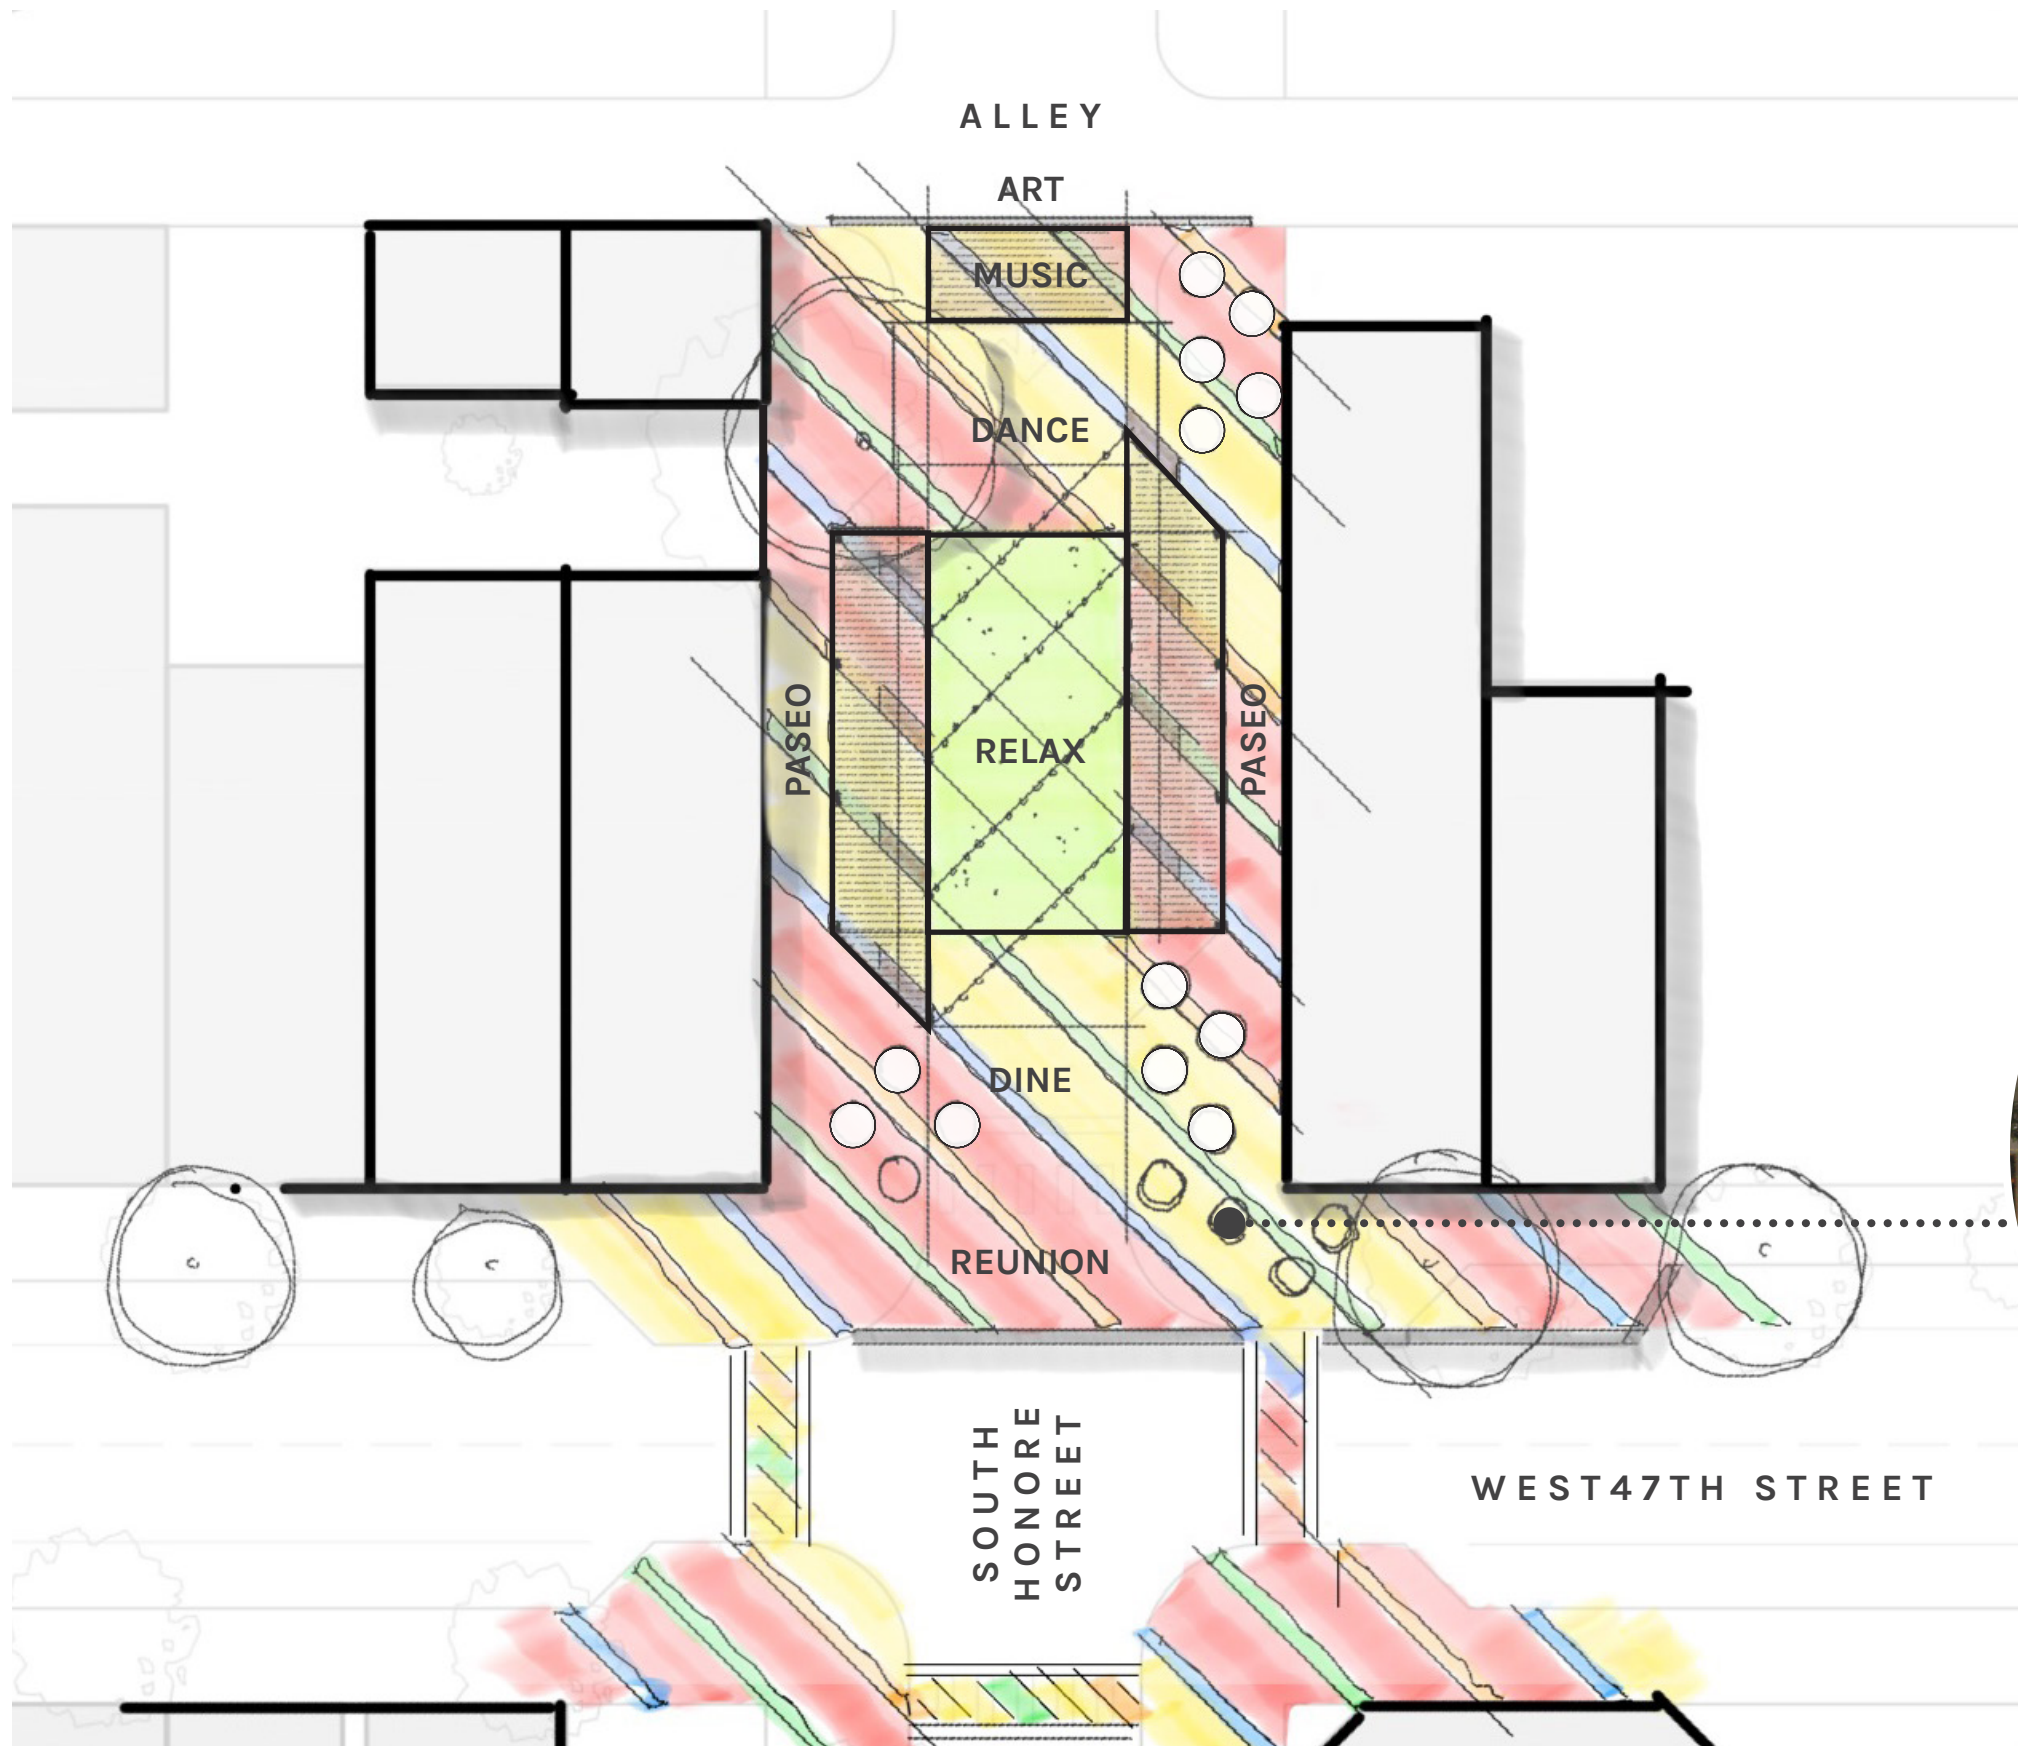 ALLEY
ART
MUSIC
DANCE
PASEO
RELAX
PASEO
DINE
REUNION
SOUTH
HONORE
STREET
WEST47TH STREET